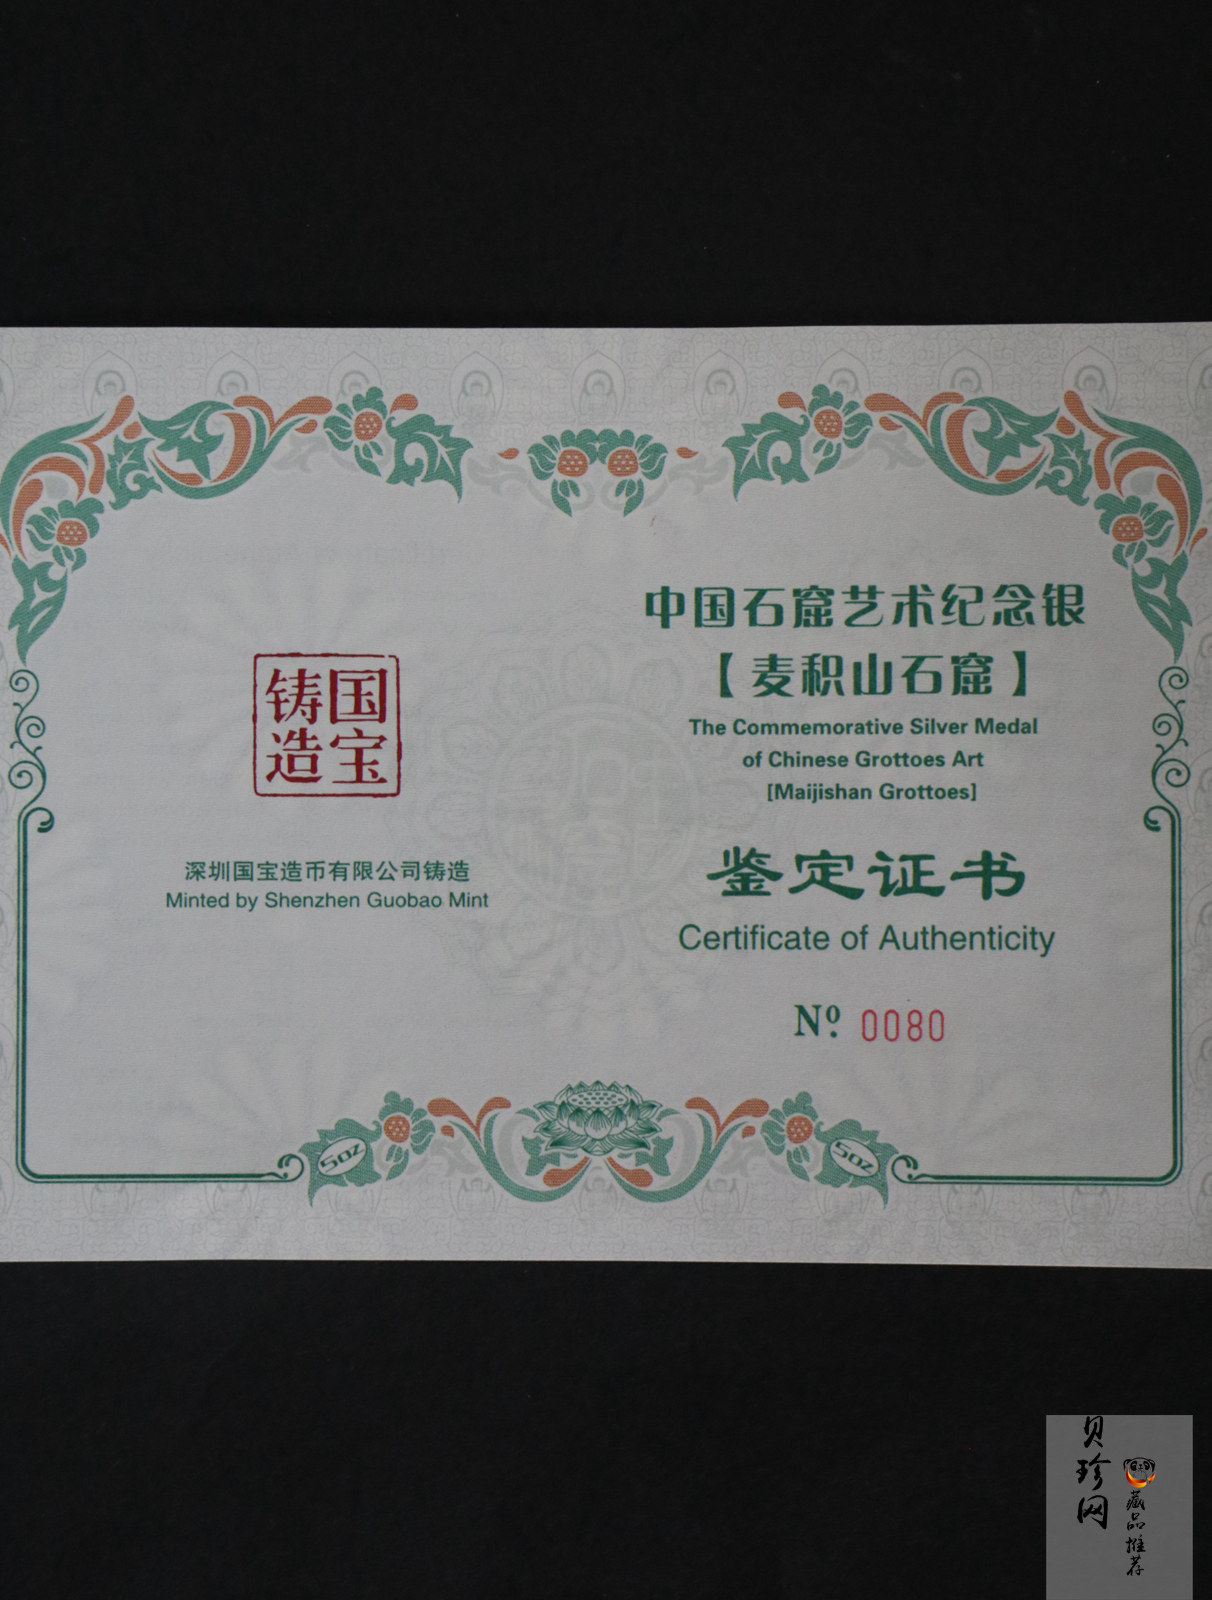 国宝
铸造
深圳国宝造币有限公司铸造
Minted by Shenzhen Guobao Mint
中国石窟艺术纪念银
【麦积山石窟】
The Commemorative Silver Medal
of Chinese Grottoes Art
[Maijishan Grottoes]
鉴定证书
Certificate of Authenticity
Nº 0080
5oz
5oz
贝珍网
藏品推荐